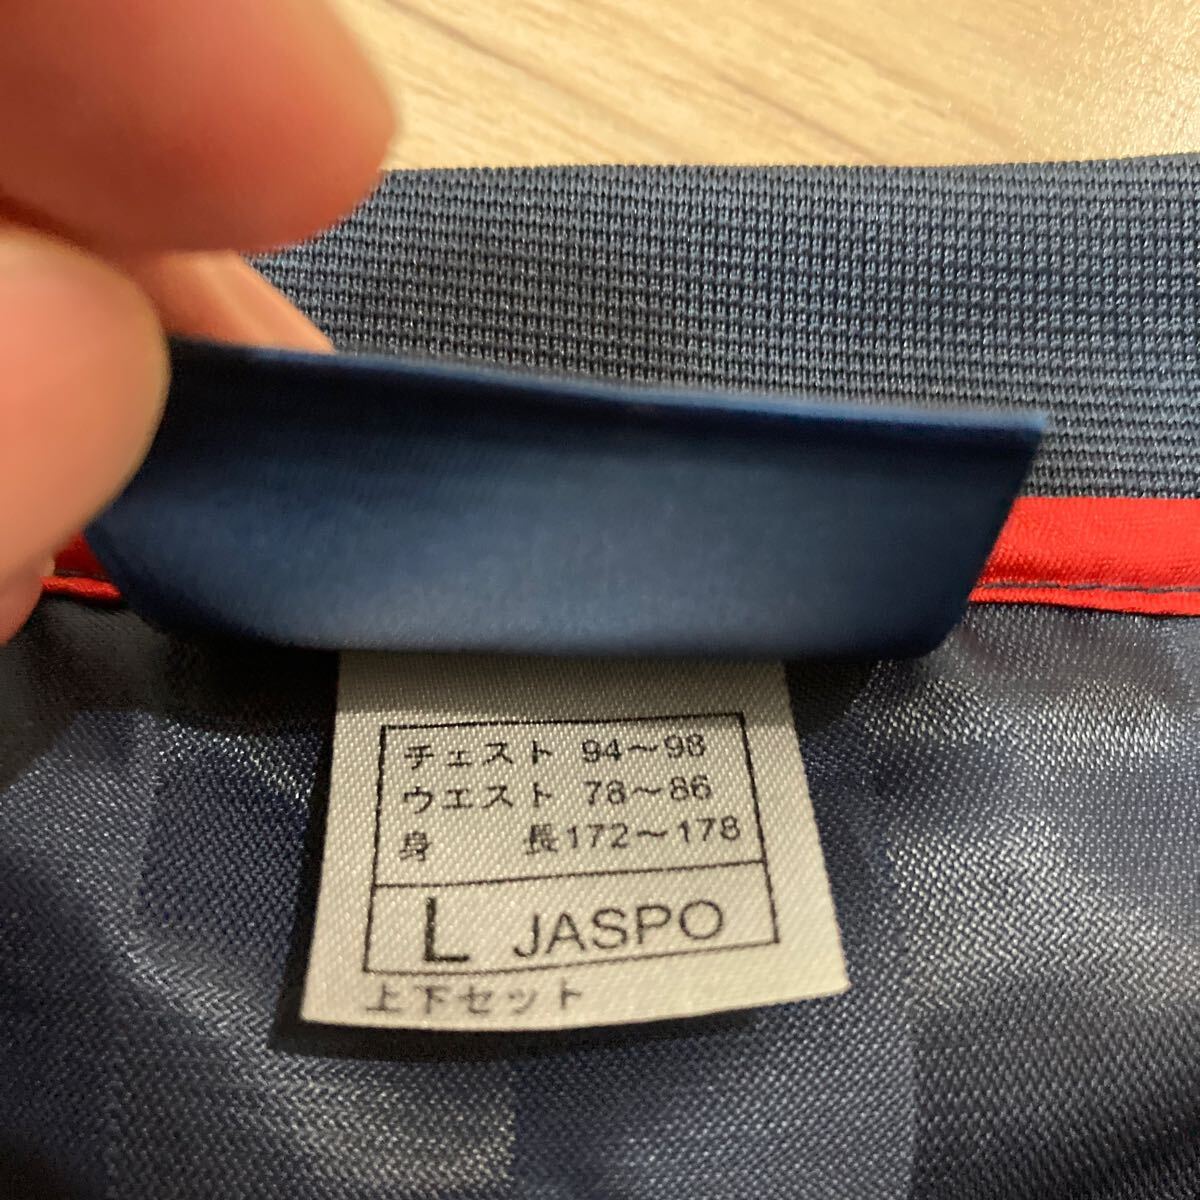 チェスト 94～98
ウエスト 78～86
身 長172～178
L JASPO
上下セット